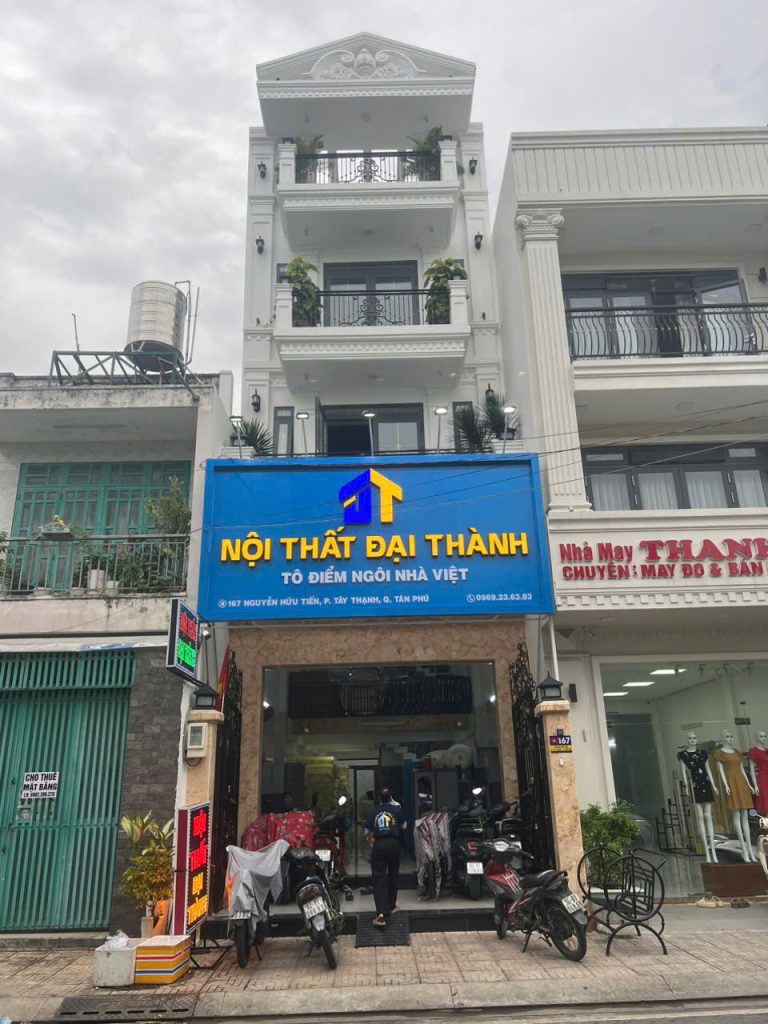 NỘI THẤT ĐẠI THÀNH
TÔ ĐIỂM NGÔI NHÀ VIỆT
167 NGUYỄN HỮU TIẾN, P. TÂY THẠNH, Q. TÂN PHÚ
0969.23.63.83
Nhà May THANH
CHUYÊN: MAY ĐO & BÁN
167
CHO THUÊ
MẶT BẰNG